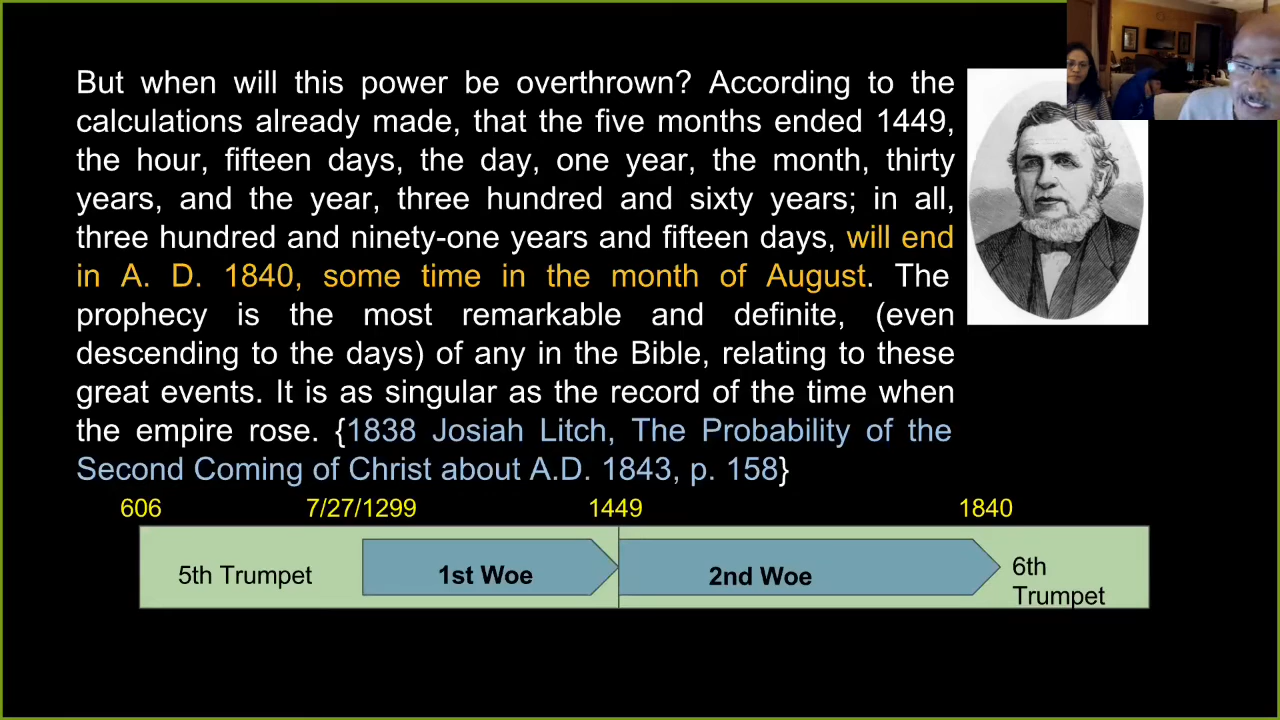 But when will this power be overthrown? According to the
calculations already made, that the five months ended 1449,
the hour, fifteen days, the day, one year, the month, thirty
years, and the year, three hundred and sixty years; in all,
three hundred and ninety-one years and fifteen days, will end
in A. D. 1840, some time in the month of August. The
prophecy is the most remarkable and definite, (even
descending to the days) of any in the Bible, relating to these
great events. It is as singular as the record of the time when
the empire rose. {1838 Josiah Litch, The Probability of the
Second Coming of Christ about A.D. 1843, p. 158}
606 7/27/1299 1449 1840
5th Trumpet 1st Woe 2nd Woe 6th
Trumpet